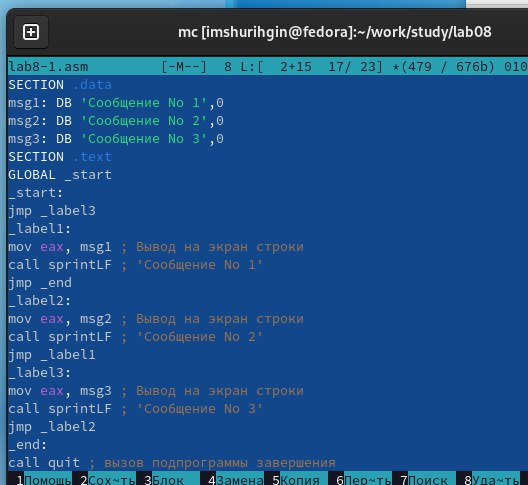 mc [imshurihgin@fedora]:~/work/study/lab08
lab8-1.asm [-M--] 8 L:[ 2+15 17/ 23] *(479 / 676b) 010
SECTION .data
msg1: DB 'Сообщение No 1',0
msg2: DB 'Сообщение No 2',0
msg3: DB 'Сообщение No 3',0
SECTION .text
GLOBAL _start
_start:
jmp _label3
_label1:
mov eax, msg1 ; Вывод на экран строки
call sprintLF ; 'Сообщение No 1'
jmp _end
_label2:
mov eax, msg2 ; Вывод на экран строки
call sprintLF ; 'Сообщение No 2'
jmp _label1
_label3:
mov eax, msg3 ; Вывод на экран строки
call sprintLF ; 'Сообщение No 3'
jmp _label2
_end:
call quit ; вызов подпрограммы завершения
1Помощь 2Сох~ть 3Блок 4Замена 5Копия 6Пер~ть 7Поиск 8Уда~ть